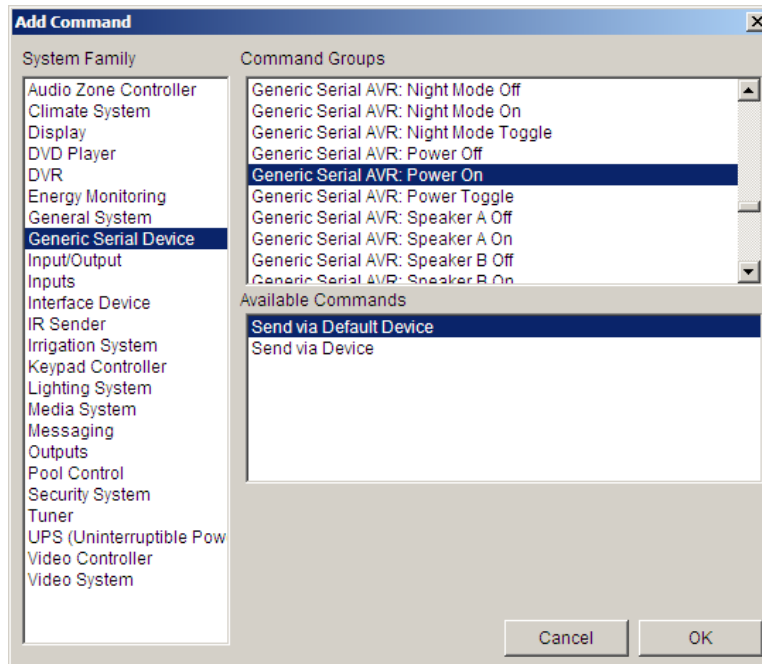 Add Command
System Family
Audio Zone Controller
Climate System
Display
DVD Player
DVR
Energy Monitoring
General System
Generic Serial Device
Input/Output
Inputs
Interface Device
IR Sender
Irrigation System
Keypad Controller
Lighting System
Media System
Messaging
Outputs
Pool Control
Security System
Tuner
UPS (Uninterruptible Pow
Video Controller
Video System
Command Groups
Generic Serial AVR: Night Mode Off
Generic Serial AVR: Night Mode On
Generic Serial AVR: Night Mode Toggle
Generic Serial AVR: Power Off
Generic Serial AVR: Power On
Generic Serial AVR: Power Toggle
Generic Serial AVR: Speaker A Off
Generic Serial AVR: Speaker A On
Generic Serial AVR: Speaker B Off
Generic Serial AVR: Speaker B On
Available Commands
Send via Default Device
Send via Device
Cancel
OK